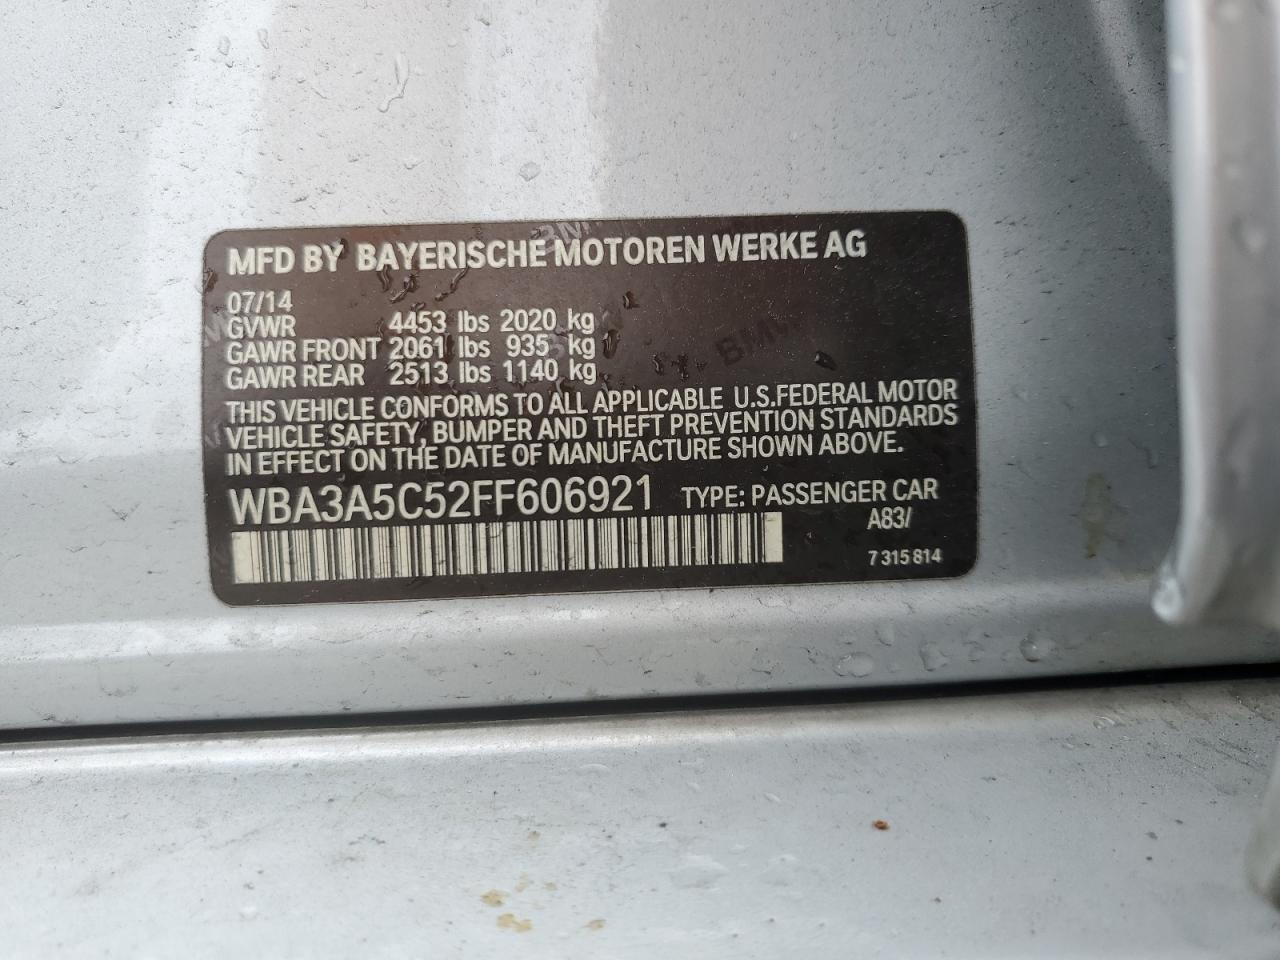 MFD BY BAYERISCHE MOTOREN WERKE AG
07/14
GVWR 4453 lbs 2020 kg
GAWR FRONT 2061 lbs 935 kg
GAWR REAR 2513 lbs 1140 kg
THIS VEHICLE CONFORMS TO ALL APPLICABLE U.S.FEDERAL MOTOR
VEHICLE SAFETY, BUMPER AND THEFT PREVENTION STANDARDS
IN EFFECT ON THE DATE OF MANUFACTURE SHOWN ABOVE.
WBA3A5C52FF606921 TYPE: PASSENGER CAR
A83/
7 315 814